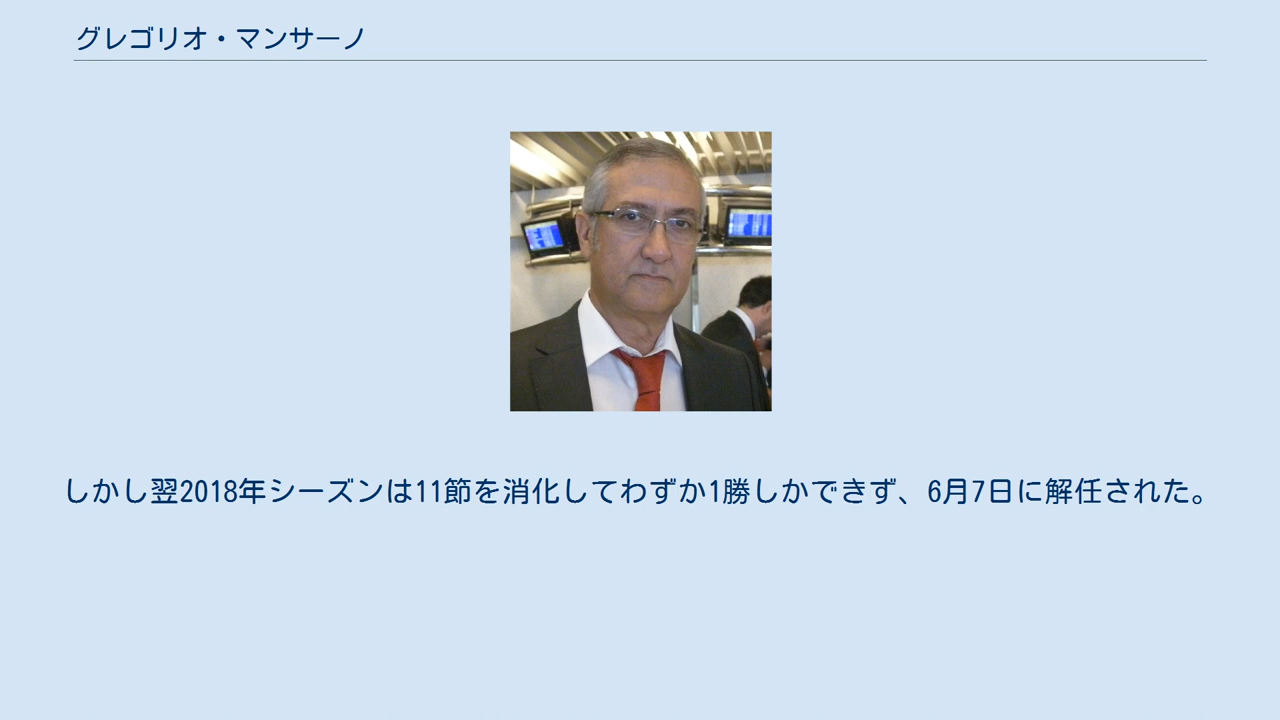 グレゴリオ・マンサーノ
しかし翌2018年シーズンは11節を消化してわずか1勝しかできず、6月7日に解任された。